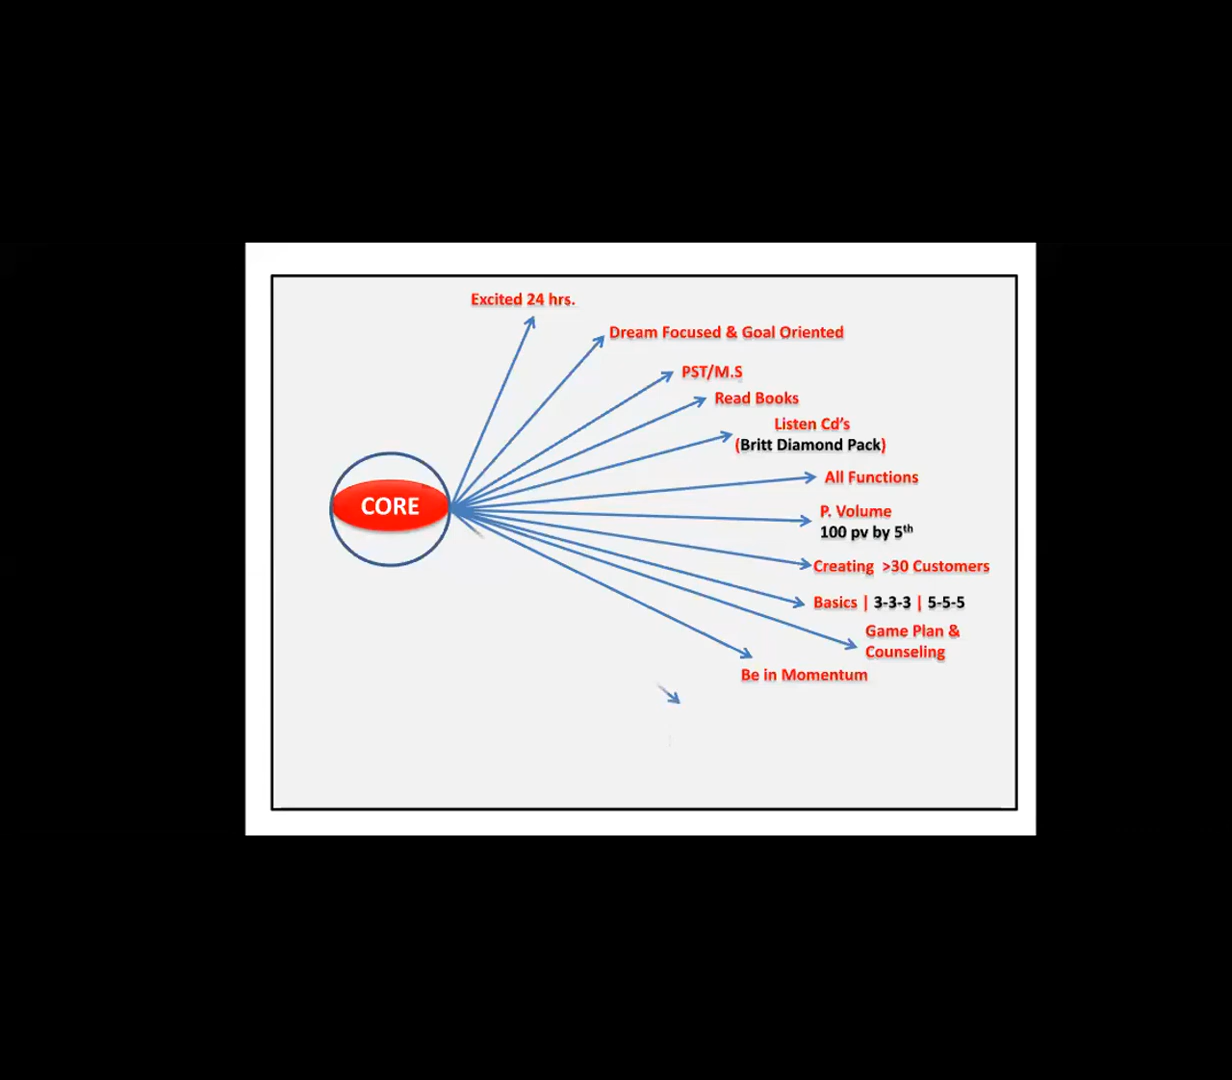 Excited 24 hrs.
Dream Focused & Goal Oriented
PST/M.S
Read Books
Listen Cd's
(Britt Diamond Pack)
All Functions
CORE
P. Volume
100 pv by 5th
Creating >30 Customers
Basics | 3-3-3 | 5-5-5
Game Plan &
Counseling
Be in Momentum